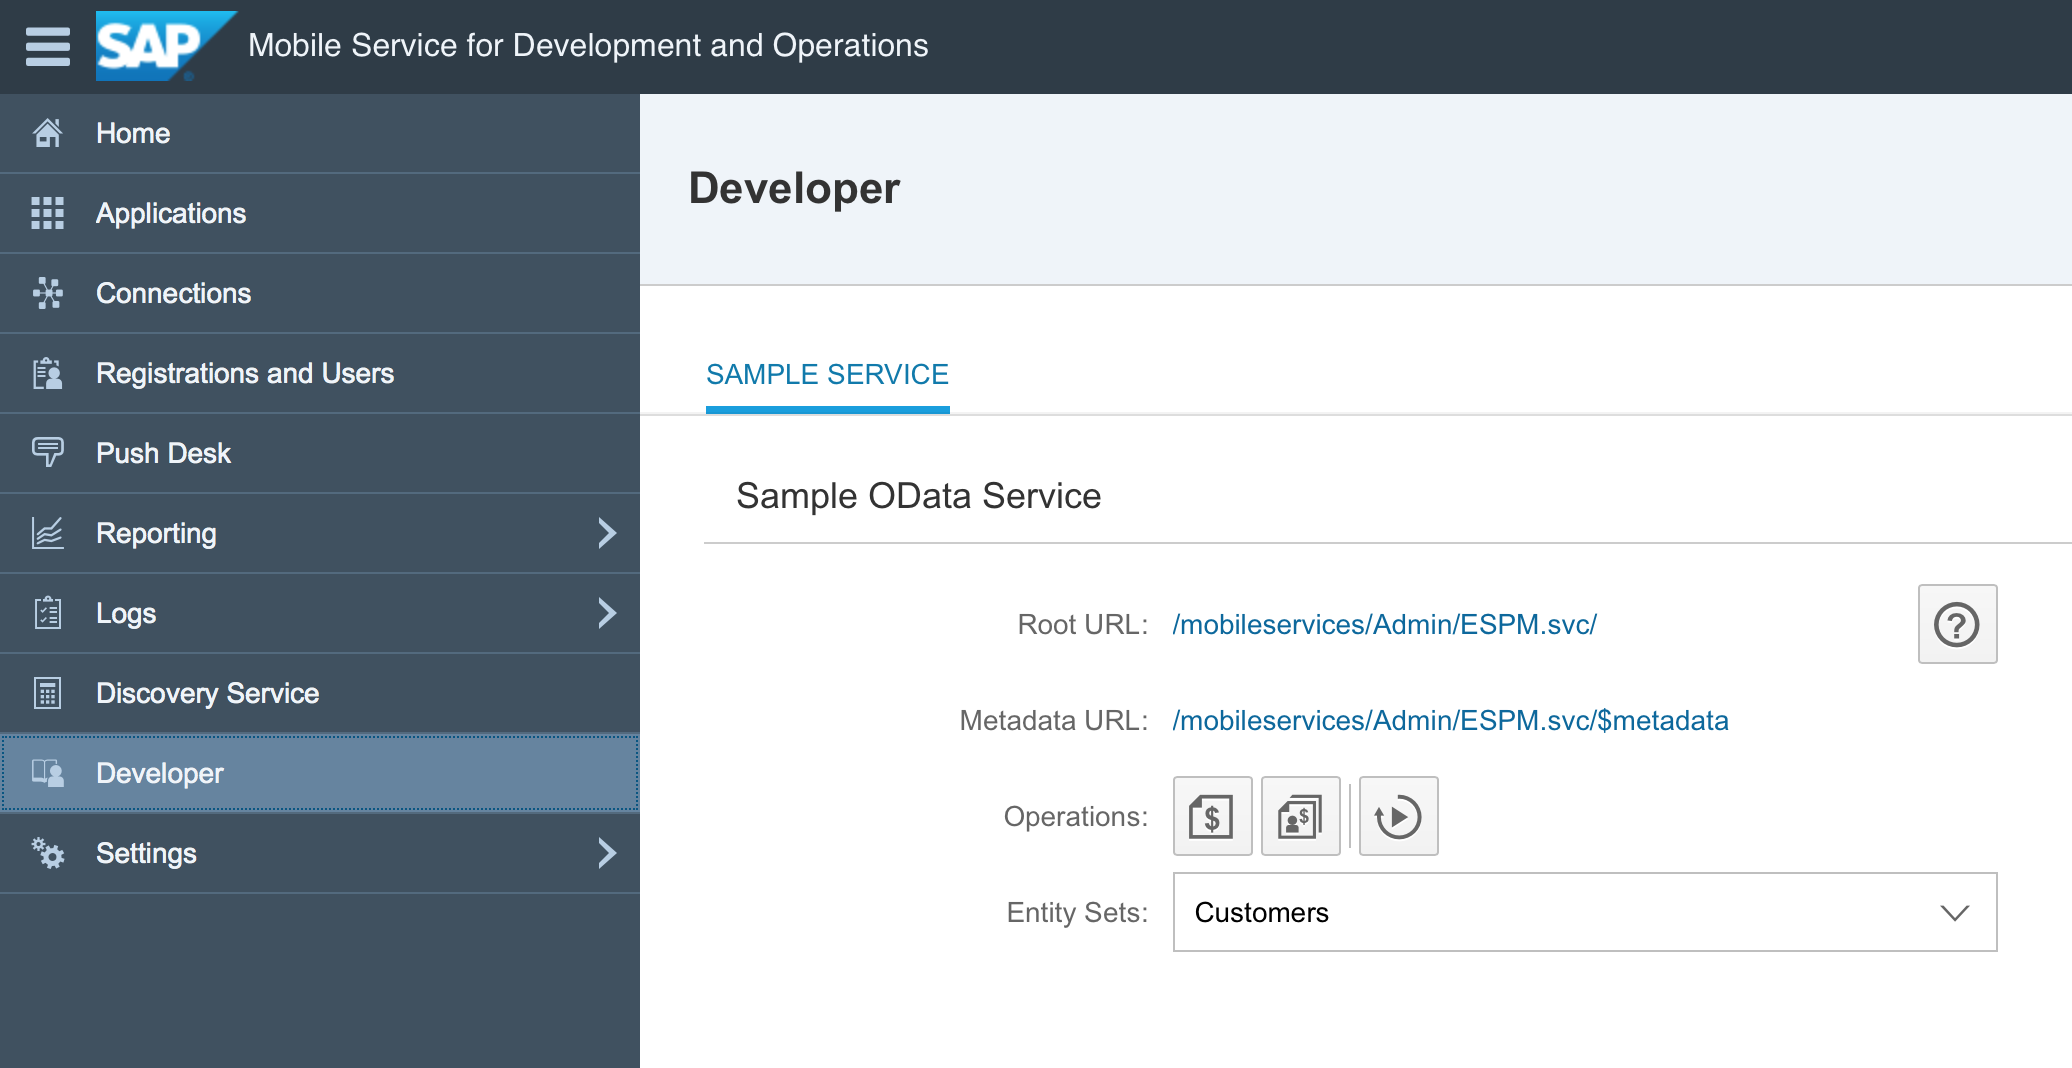 SAP Mobile Service for Development and Operations
Home
Applications
Connections
Registrations and Users
Push Desk
Reporting
Logs
Discovery Service
Developer
Settings
Developer
SAMPLE SERVICE
Sample OData Service
Root URL: /mobileservices/Admin/ESPM.svc/
Metadata URL: /mobileservices/Admin/ESPM.svc/$metadata
Operations:
Entity Sets: Customers